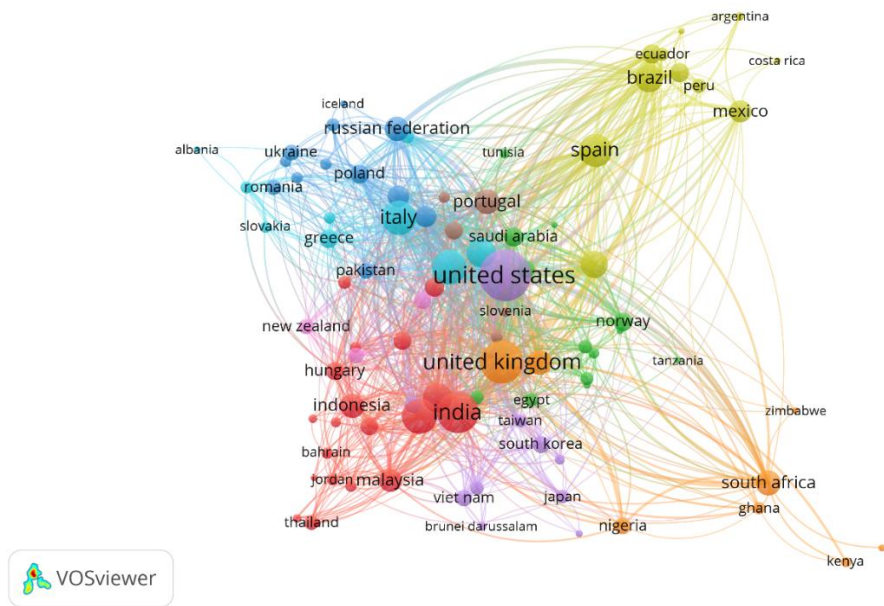 argentina
ecuador
costa rica
brazil
peru
iceland
mexico
russian federation
albania
ukraine
tunisia
spain
poland
romania
portugal
italy
slovakia
greece
saudi arabia
pakistan
united states
slovenia
new zealand
norway
hungary
united kingdom
tanzania
indonesia
india
egypt
zimbabwe
taiwan
south korea
bahrain
jordan
malaysia
south africa
viet nam
japan
ghana
thailand
brunei darussalam
nigeria
kenya
VOSviewer